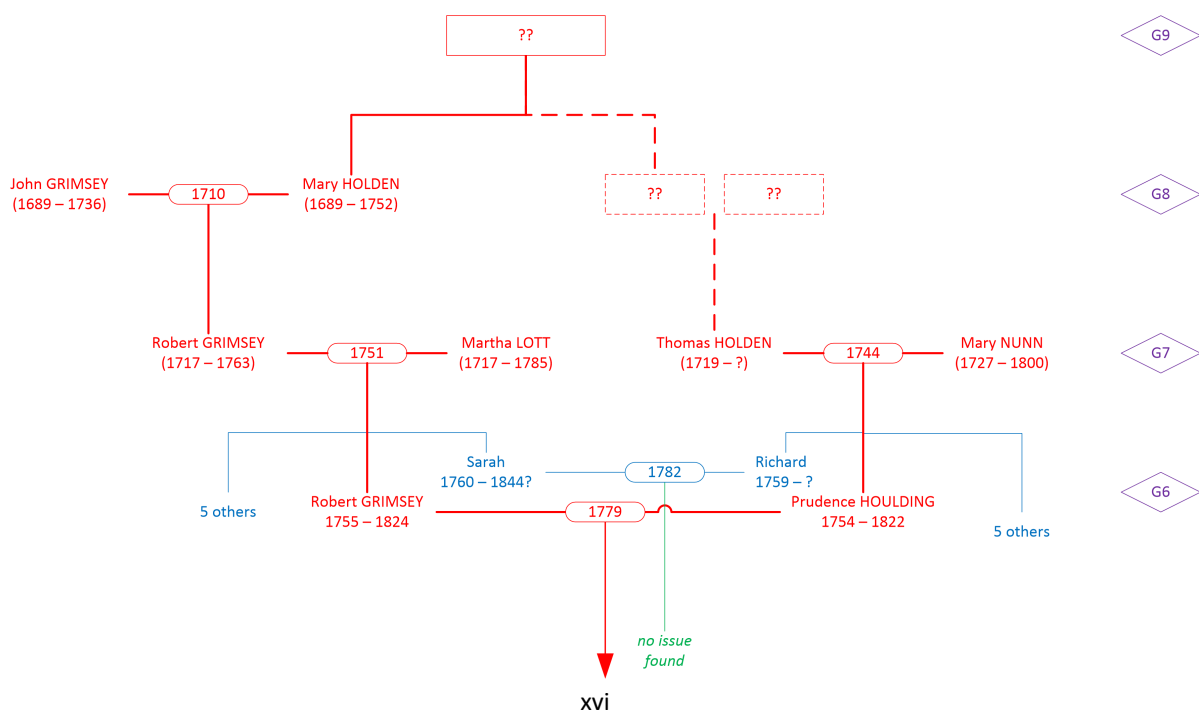 ??
G9
John GRIMSEY
(1689 – 1736)
1710
Mary HOLDEN
(1689 – 1752)
??
??
G8
Robert GRIMSEY
(1717 – 1763)
1751
Martha LOTT
(1717 – 1785)
Thomas HOLDEN
(1719 – ?)
1744
Mary NUNN
(1727 – 1800)
G7
Sarah
1760 – 1844?
1782
Richard
1759 – ?
5 others
Robert GRIMSEY
1755 – 1824
1779
Prudence HOULDING
1754 – 1822
5 others
G6
no issue
found
xvi